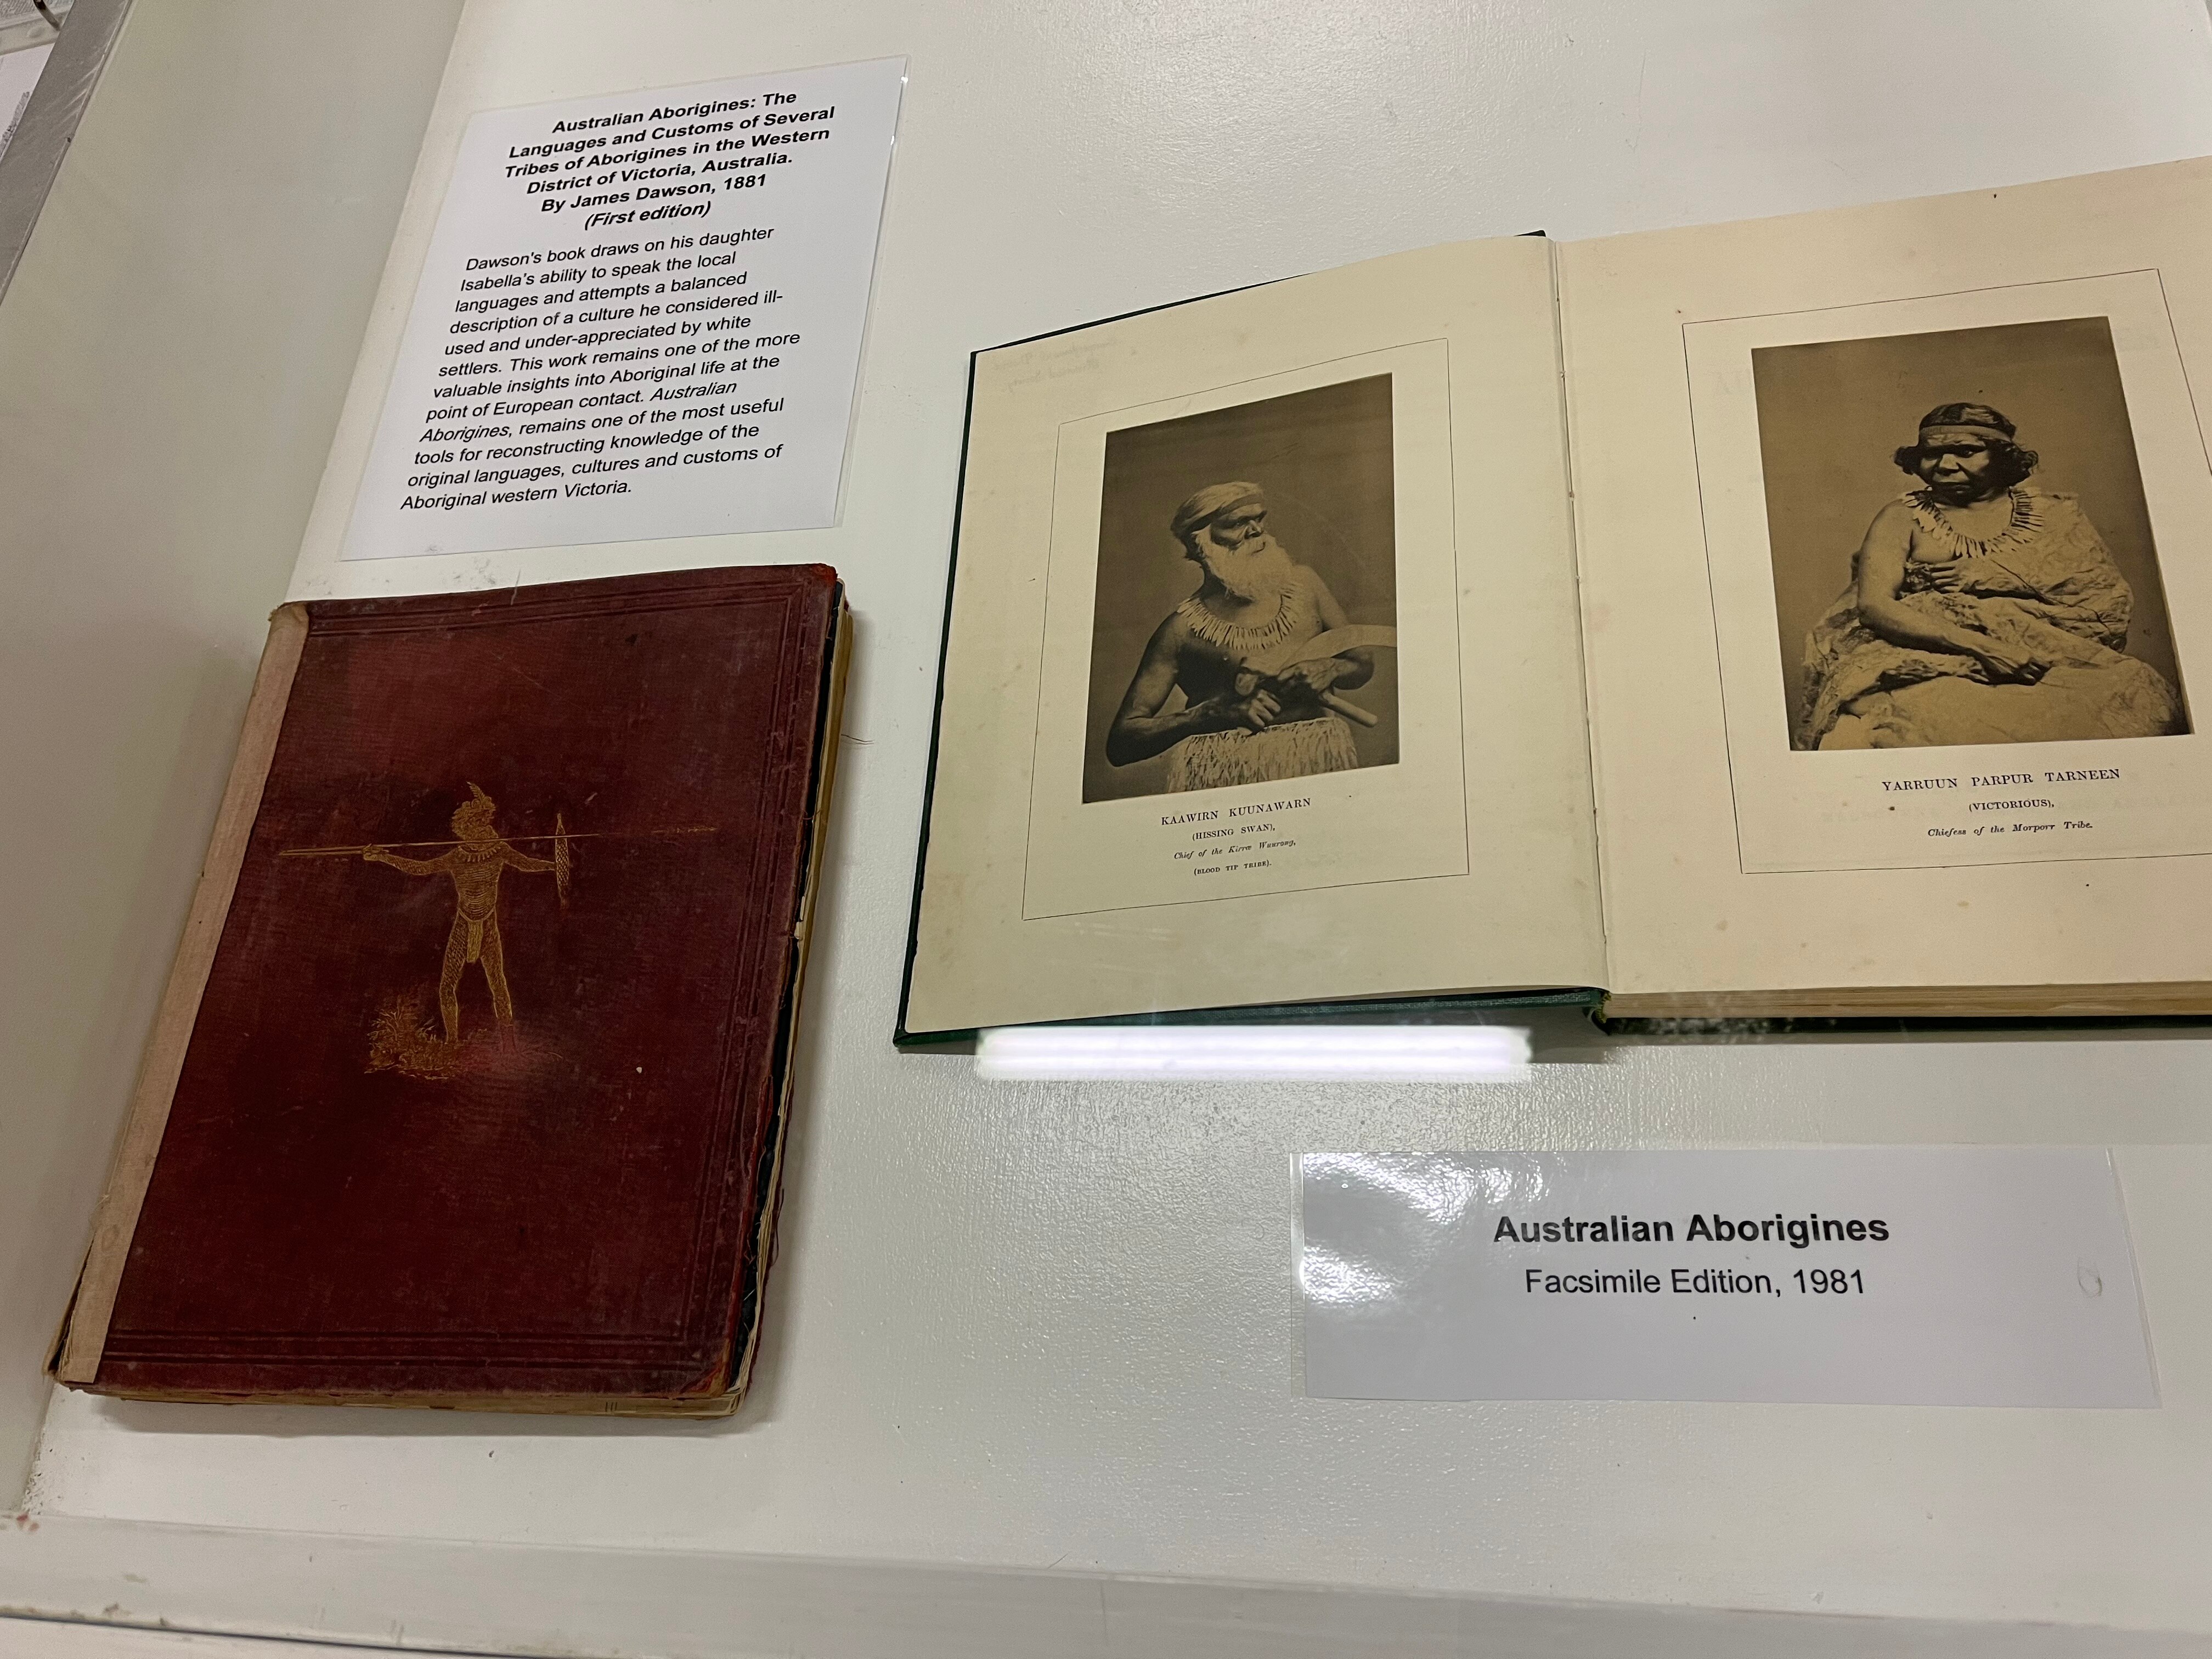 Australian Aborigines: The
Languages and Customs of Several
Tribes of Aborigines in the Western
District of Victoria, Australia.
By James Dawson, 1881
(First edition)
Dawson's book draws on his daughter
Isabella's ability to speak the local
languages and attempts a balanced
description of a culture he considered ill-
used and under-appreciated by white
settlers. This work remains one of the more
valuable insights into Aboriginal life at the
point of European contact. Australian
Aborigines, remains one of the most useful
tools for reconstructing knowledge of the
original languages, cultures and customs of
Aboriginal western Victoria.
KAAWIRN KUUNAWARN
(HISSING SWAN),
Chief of the Kirrae Wuurong,
(BLOOD TIP TRIBE).
YARRUUN PARPUR TARNEEN
(VICTORIOUS),
Chiefess of the Morporr Tribe.
Australian Aborigines
Facsimile Edition, 1981